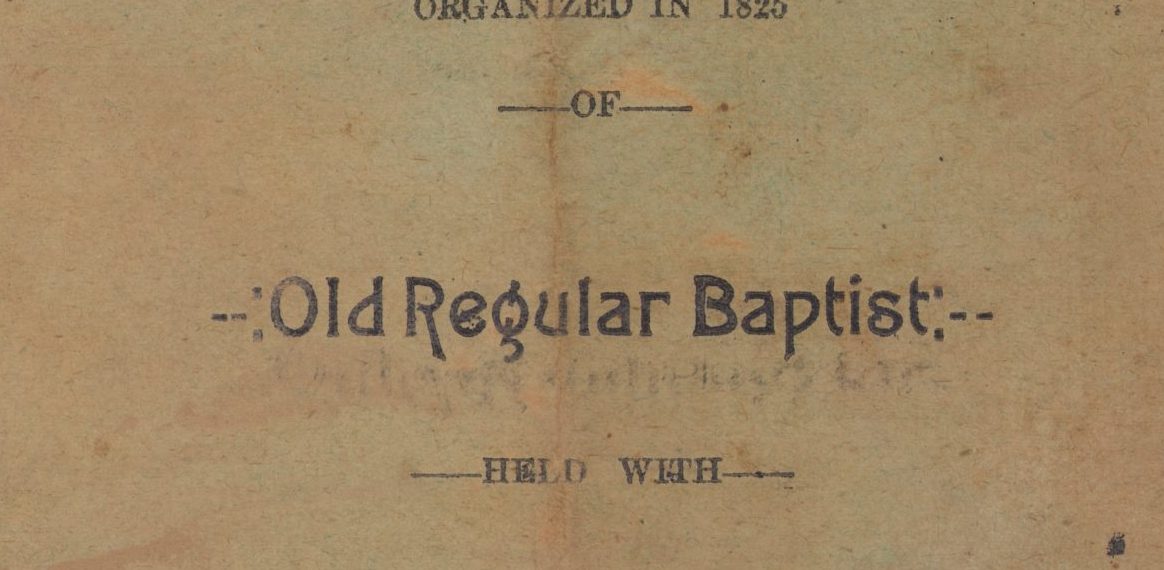 ORGANIZED IN 1825
——OF——
--:Old Regular Baptist:--
——HELD WITH——